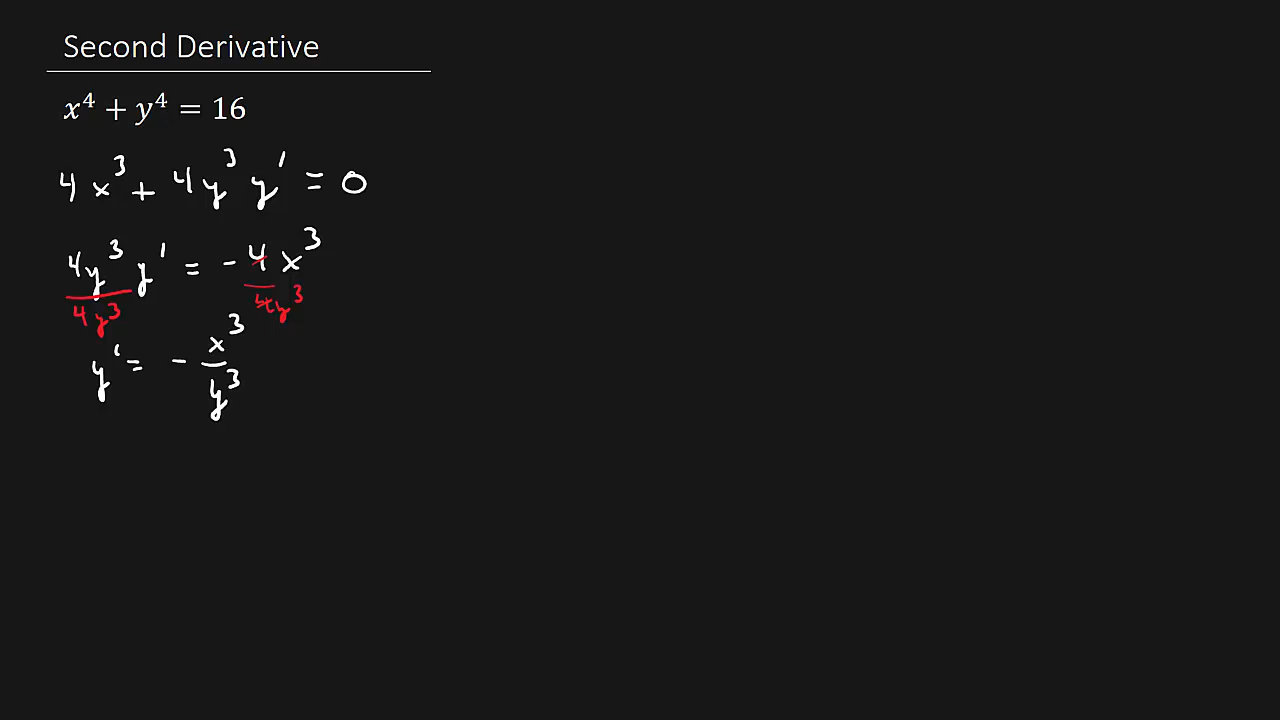 Second Derivative
x⁴ + y⁴ = 16
4x³ + 4y³y' = 0
4y³y' = -4x³
4y³ 4y³
y' = - x³/y³